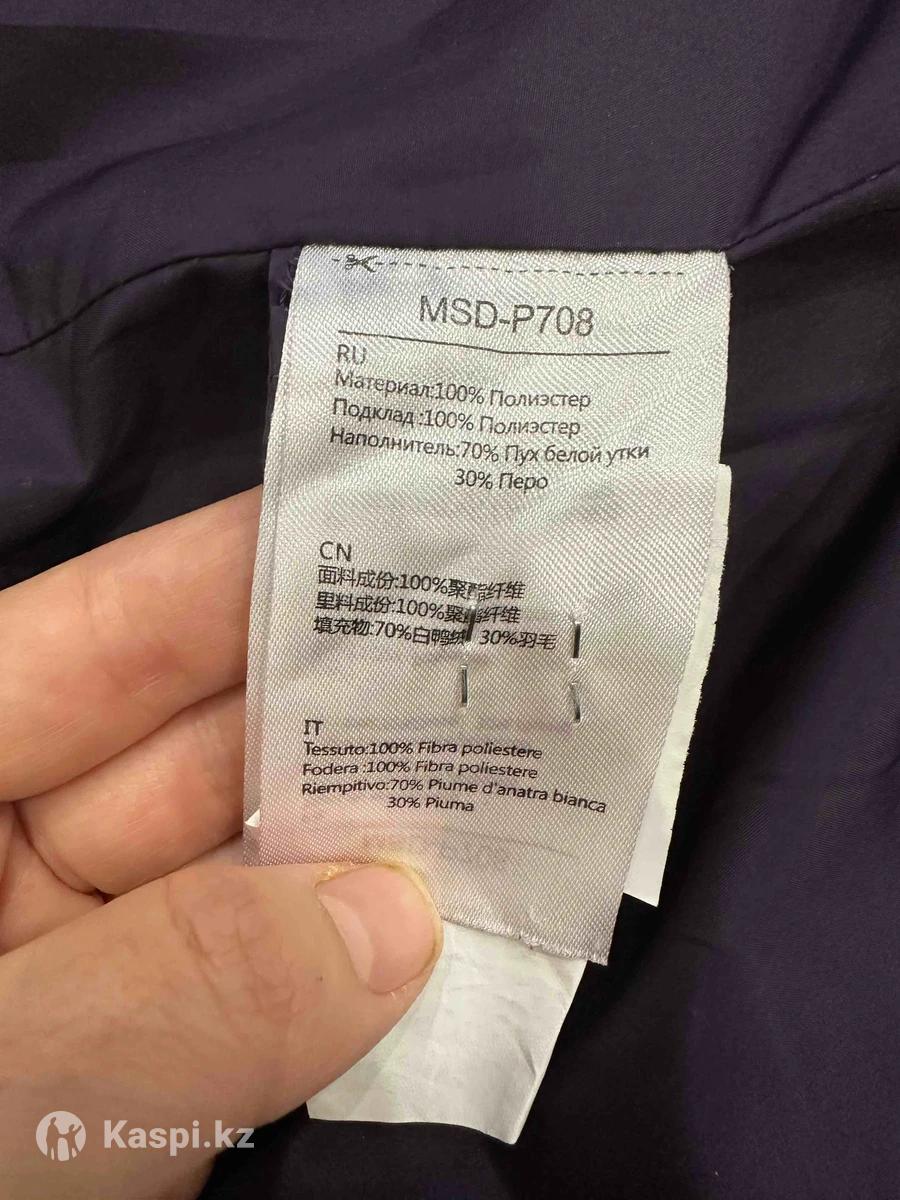 MSD-P708
RU
Материал:100% Полиэстер
Подклад :100% Полиэстер
Наполнитель:70% Пух белой утки
30% Перо
CN
面料成份:100%聚酯纤维
里料成份:100%聚酯纤维
填充物:70%白鸭绒 30%羽毛
IT
Tessuto:100% Fibra poliestere
Fodera :100% Fibra poliestere
Riempitivo:70% Piume d'anatra bianca
30% Piuma
Kaspi.kz